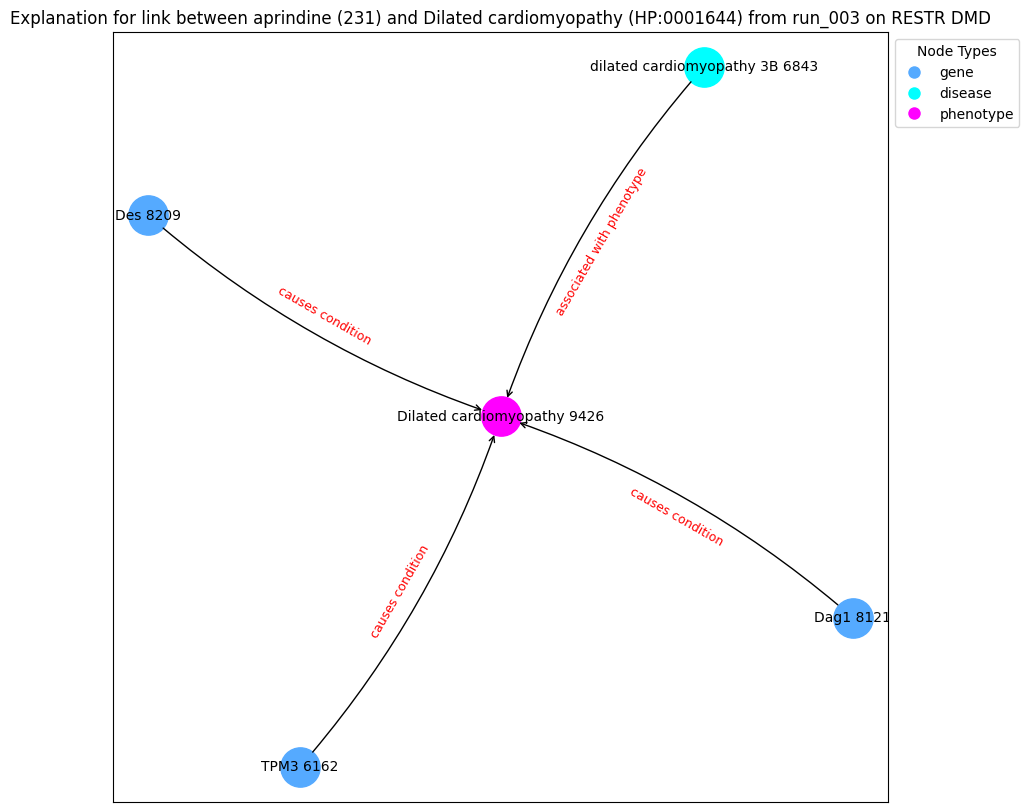 Explanation for link between aprindine (231) and Dilated cardiomyopathy (HP:0001644) from run_003 on RESTR DMD
Node Types
gene
disease
phenotype
dilated cardiomyopathy 3B 6843
associated with phenotype
Des 8209
causes condition
Dilated cardiomyopathy 9426
causes condition
causes condition
Dag1 8121
TPM3 6162